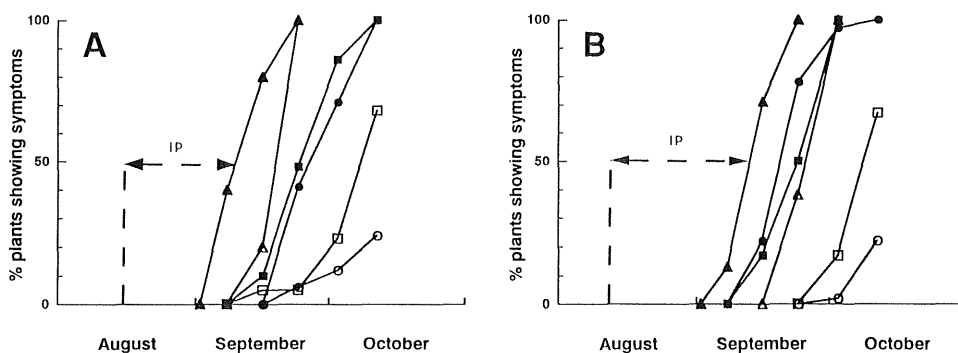 A
% plants showing symptoms
100
50
0
IP
August
September
October
B
% plants showing symptoms
100
50
0
IP
August
September
October